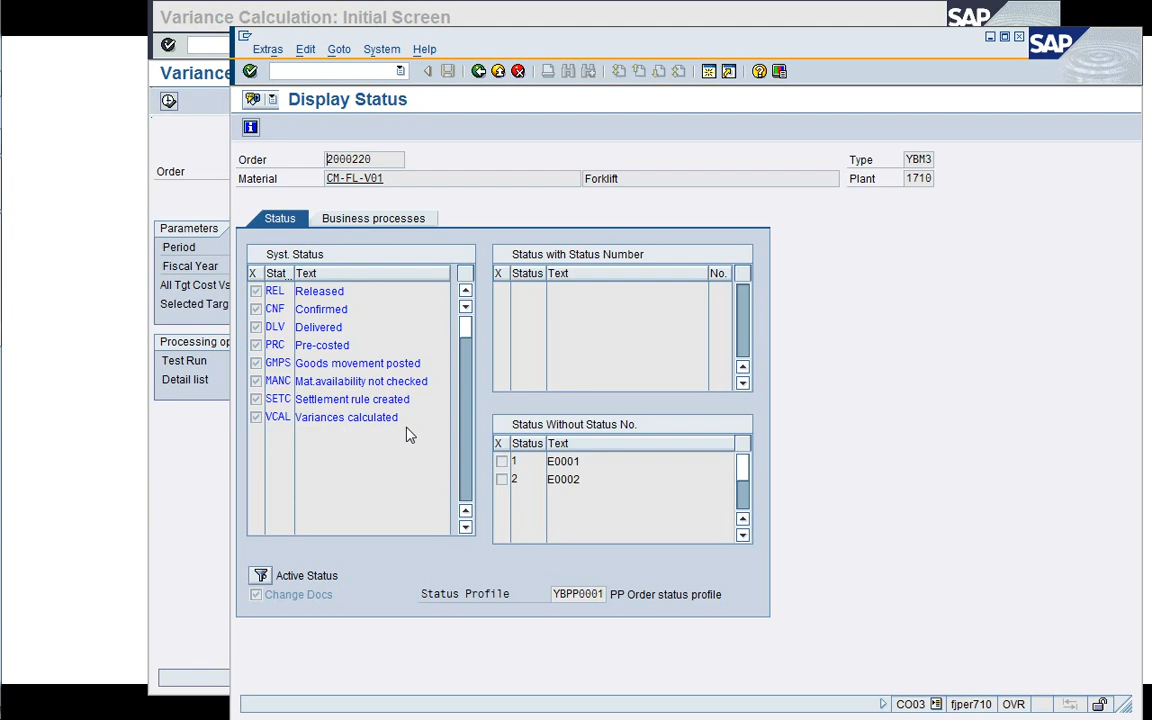 Variance Calculation: Initial Screen
SAP
Extras Edit Goto System Help
SAP
Varianc
Display Status
Order 2000220 Type YBM3
Order
Material CM-FL-V01 Forklift Plant 1710
Status Business processes
Parameters
Period
Fiscal Year
All Tgt Cost Vs
Selected Targ
Processing op
Test Run
Detail list
Syst. Status
X Stat.. Text
REL Released
CNF Confirmed
DLV Delivered
PRC Pre-costed
GMPS Goods movement posted
MANC Mat.availability not checked
SETC Settlement rule created
VCAL Variances calculated
Status with Status Number
X Status Text No.
Status Without Status No.
X Status Text
1 E0001
2 E0002
Active Status
Change Docs
Status Profile YBPP0001 PP Order status profile
CO03 fjper710 OVR